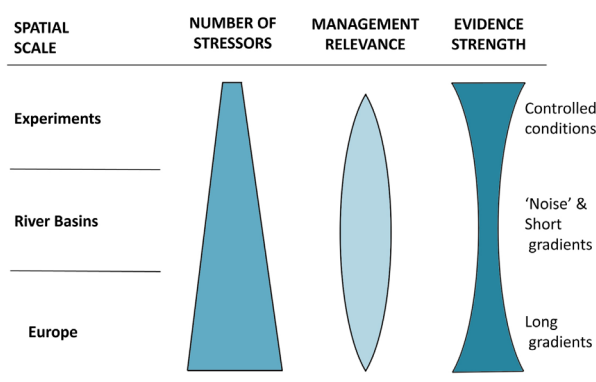 SPATIAL
SCALE
NUMBER OF
STRESSORS
MANAGEMENT
RELEVANCE
EVIDENCE
STRENGTH
Experiments
Controlled
conditions
River Basins
‘Noise’ &
Short
gradients
Europe
Long
gradients